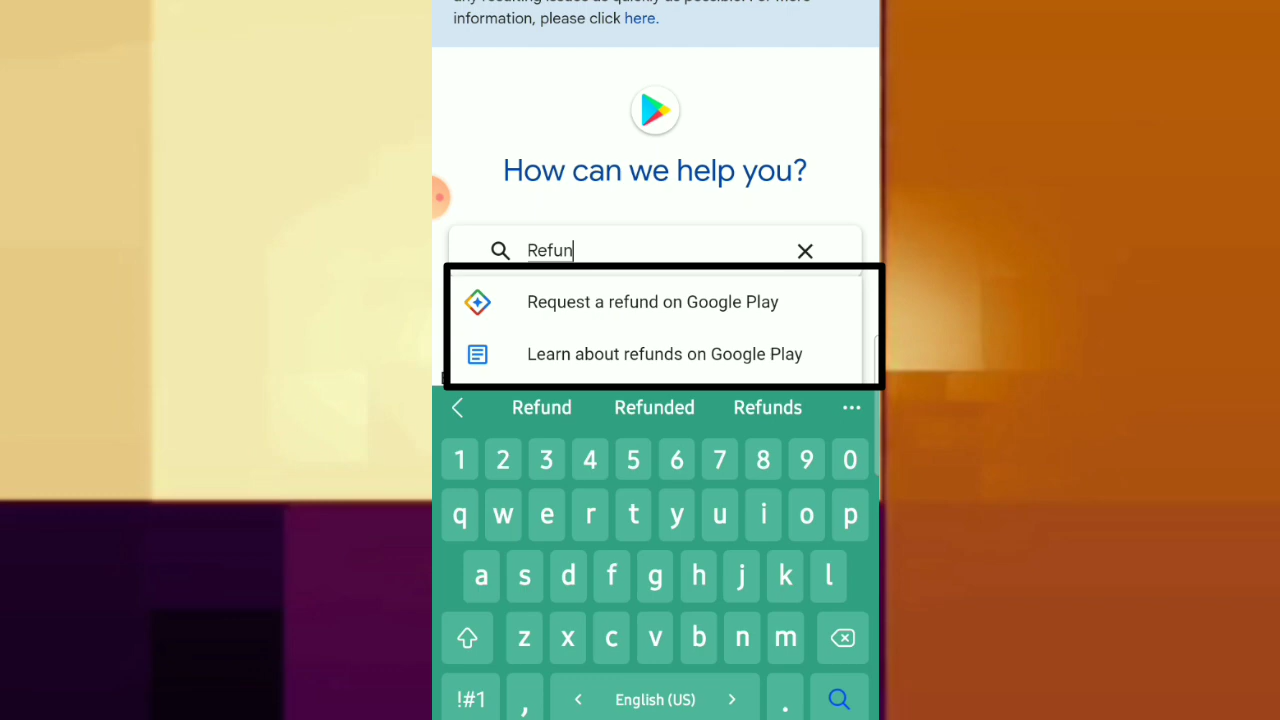 information, please click here.
How can we help you?
Refun
Request a refund on Google Play
Learn about refunds on Google Play
Refund Refunded Refunds ...
1 2 3 4 5 6 7 8 9 0
q w e r t y u i o p
a s d f g h j k l
z x c v b n m
!#1 , < English (US) > .